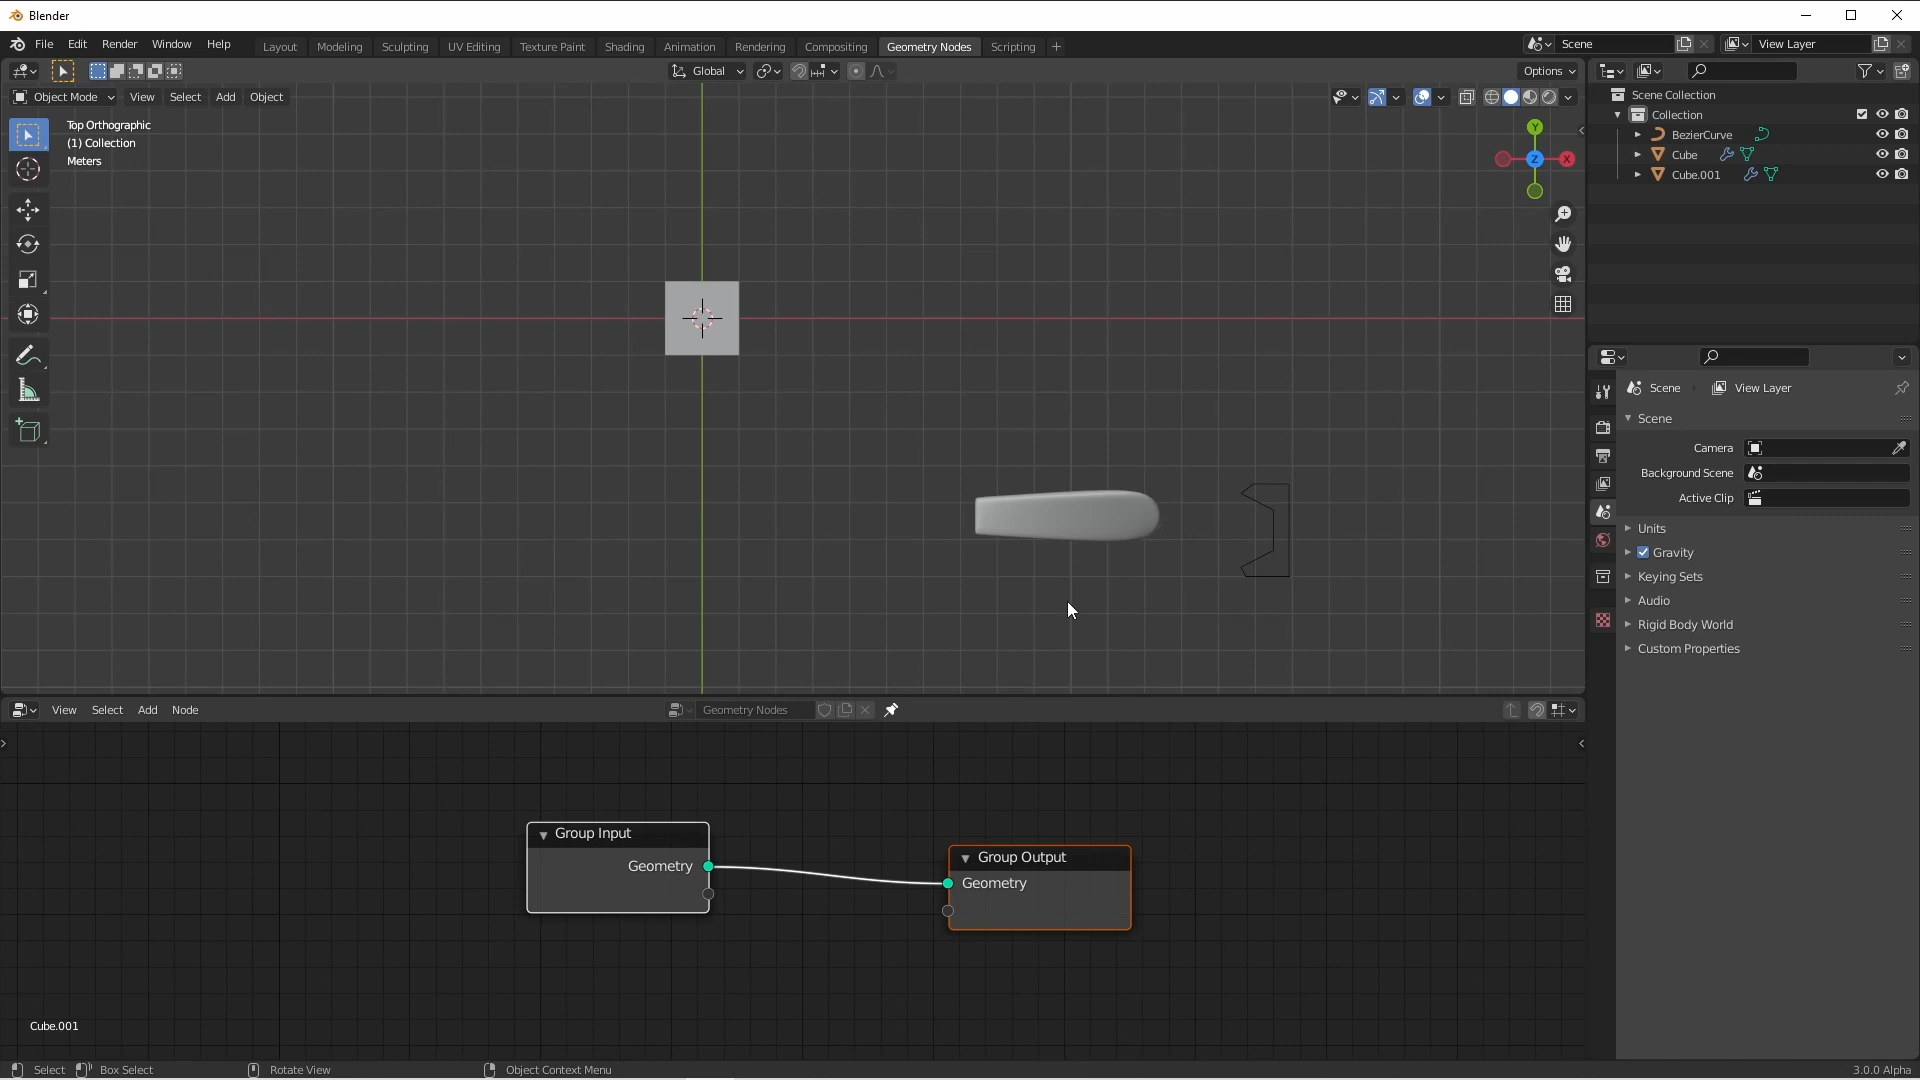 Blender
File Edit Render Window Help Layout Modeling Sculpting UV Editing Texture Paint Shading Animation Rendering Compositing Geometry Nodes Scripting + Scene View Layer
Global Options
Object Mode View Select Add Object
Top Orthographic
(1) Collection
Meters
Y
Z X
Scene Collection
Collection
BezierCurve
Cube
Cube.001
Scene View Layer
Scene
Camera
Background Scene
Active Clip
Units
Gravity
Keying Sets
Audio
Rigid Body World
Custom Properties
View Select Add Node Geometry Nodes
Group Input
Geometry
Group Output
Geometry
Cube.001
Select Box Select Rotate View Object Context Menu 3.0.0 Alpha